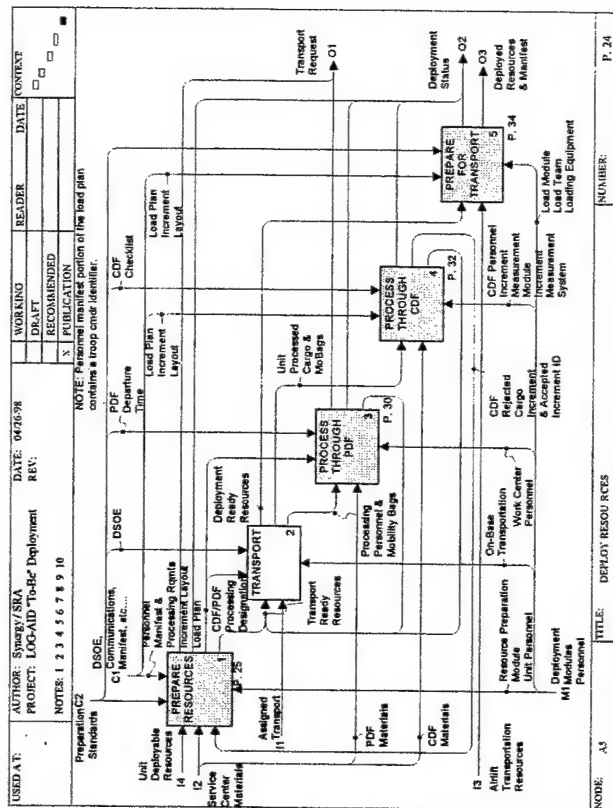 USED AT:
AUTHOR: Synergy/SRA
PROJECT: LOG-AID "To-Be" Deployment
NOTES: 1 2 3 4 5 6 7 8 9 10
DATE: 04/26/98
REV:
WORKING
DRAFT
RECOMMENDED
X PUBLICATION
READER
DATE
CONTEXT
NOTE: Personnel manifest portion of the load plan
contains a troop cmdr identifier.
Preparation C2
Standards
DSOE,
Communications,
C1 Manifest, etc....
Personnel
Manifest &
Processing Rqmnts
Increment Layout
Load Plan
DSOE
PDF
Departure
Time
CDF
Checklist
Load Plan
Increment
Layout
Load Plan
Increment
Layout
Transport
Request
O1
Deployment
Status
O2
O3
Deployed
Resources
& Manifest
Unit
Deployable
Resources
I4
I2
Service
Center
Materials
PREPARE
RESOURCES
1
P. 25
CDF/PDF
Processing
Designation
Deployment
Ready
Resources
Assigned
Transport
I1
TRANSPORT
2
Transport
Ready
Resources
PROCESS
THROUGH
PDF
3
P. 30
Processing
Personnel &
Mobility Bags
Unit
Processed
Cargo &
MoBags
PROCESS
THROUGH
CDF
4
P. 32
PREPARE
FOR
TRANSPORT
5
P. 34
PDF
Materials
CDF
Materials
I3
Airlift
Transportation
Resources
Resource Preparation
Module
Unit Personnel
M1 Deployment
Modules
Personnel
On-Base
Transportation
Work Center
Personnel
CDF
Rejected
Cargo
Increment
& Accepted
Increment ID
CDF Personnel
Increment
Measurement
Module
Increment
Measurement
System
Load Module
Load Team
Loading Equipment
NODE: A3
TITLE: DEPLOY RESOURCES
NUMBER:
P. 24